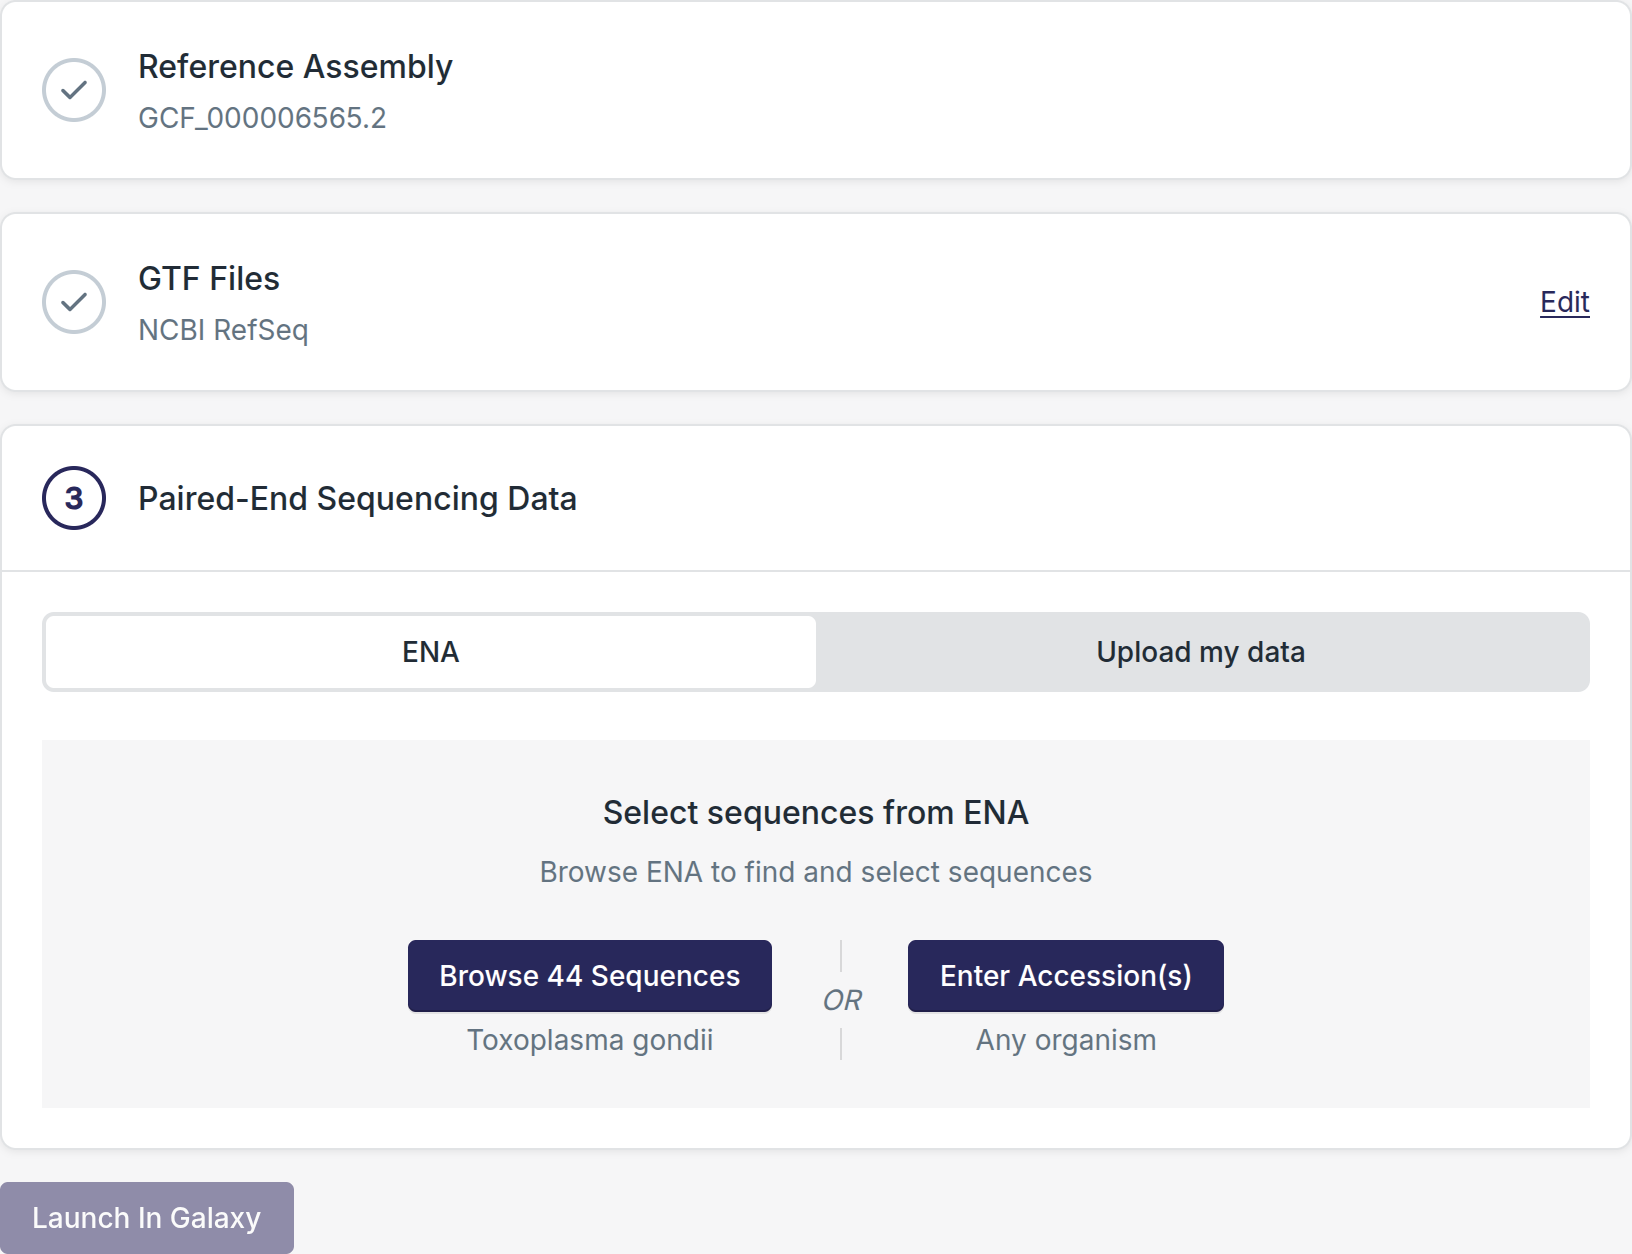 Reference Assembly
GCF_000006565.2
GTF Files
NCBI RefSeq
Edit
3
Paired-End Sequencing Data
ENA
Upload my data
Select sequences from ENA
Browse ENA to find and select sequences
Browse 44 Sequences
Toxoplasma gondii
OR
Enter Accession(s)
Any organism
Launch In Galaxy